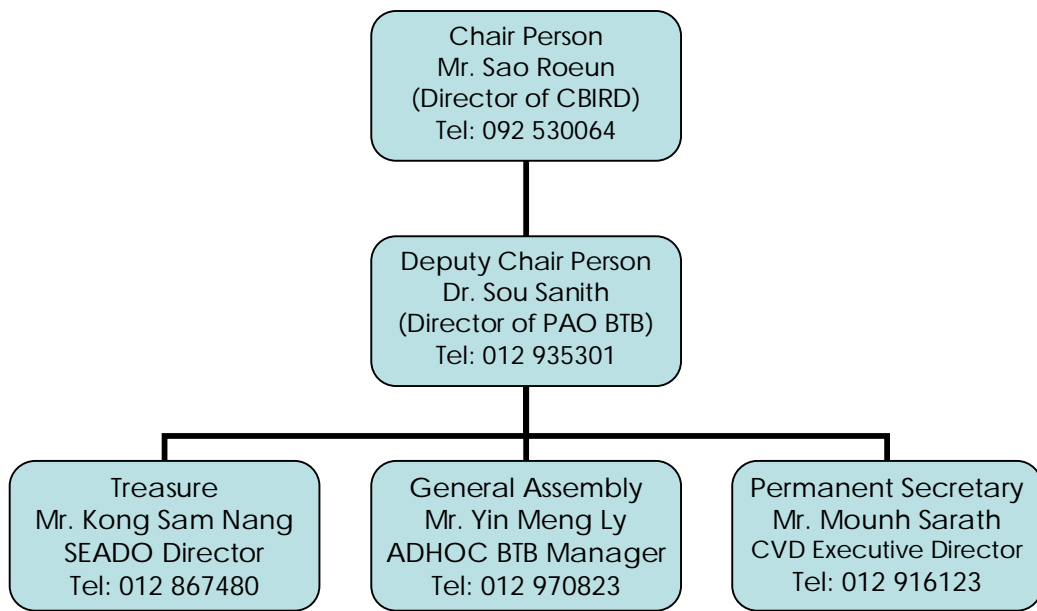 Chair Person
Mr. Sao Roeun
(Director of CBIRD)
Tel: 092 530064
Deputy Chair Person
Dr. Sou Sanith
(Director of PAO BTB)
Tel: 012 935301
Treasure
Mr. Kong Sam Nang
SEADO Director
Tel: 012 867480
General Assembly
Mr. Yin Meng Ly
ADHOC BTB Manager
Tel: 012 970823
Permanent Secretary
Mr. Mounh Sarath
CVD Executive Director
Tel: 012 916123